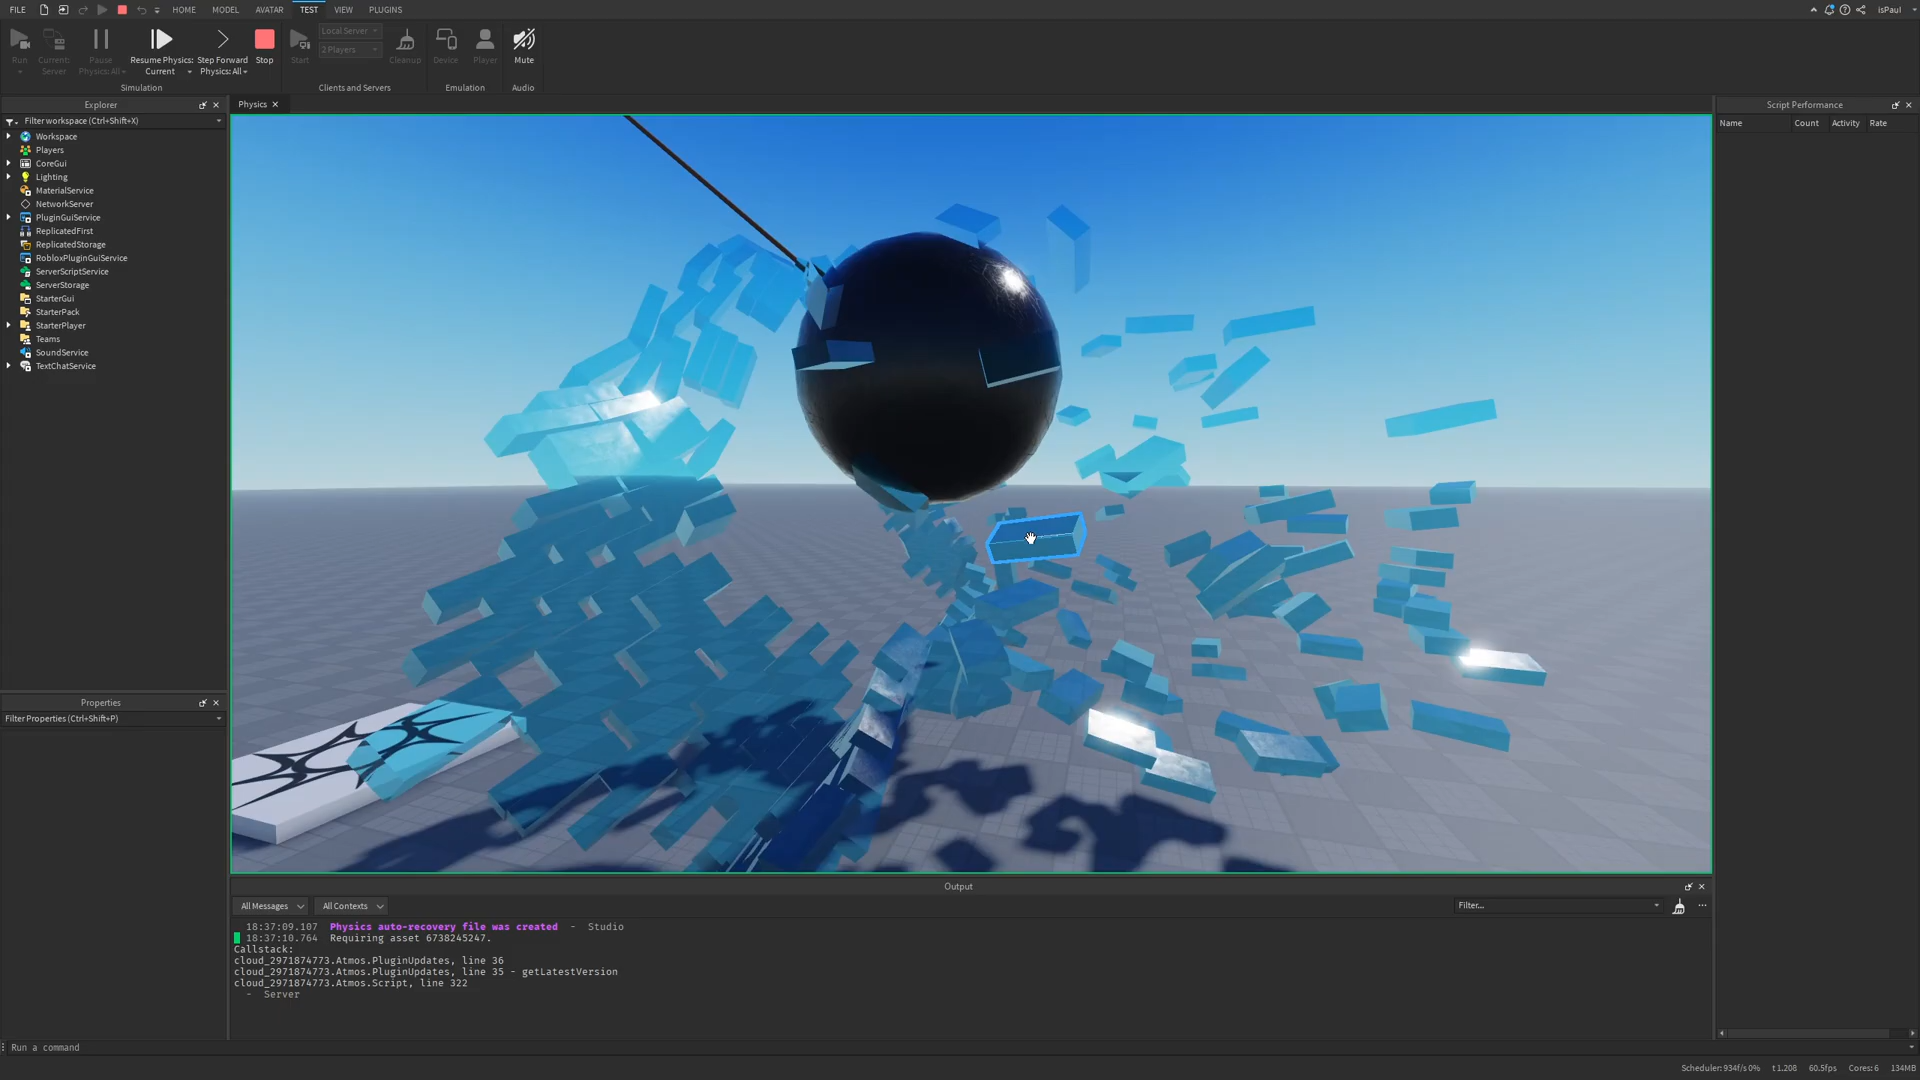 FILE HOME MODEL AVATAR TEST VIEW PLUGINS isPaul
Run Current: Server Pause Physics: All Resume Physics: Current Step Forward Physics: All Stop Start Local Server 2 Players Cleanup Device Player Mute
Simulation Clients and Servers Emulation Audio
Explorer
Filter workspace (Ctrl+Shift+X)
Workspace
Players
CoreGui
Lighting
MaterialService
NetworkServer
PluginGuiService
ReplicatedFirst
ReplicatedStorage
RobloxPluginGuiService
ServerScriptService
ServerStorage
StarterGui
StarterPack
StarterPlayer
Teams
SoundService
TextChatService
Properties
Filter Properties (Ctrl+Shift+P)
Physics
Script Performance
Name Count Activity Rate
Output
All Messages All Contexts Filter...
18:37:09.107 Physics auto-recovery file was created - Studio
18:37:10.764 Requiring asset 6738245247.
Callstack:
cloud_2971874773.Atmos.PluginUpdates, line 36
cloud_2971874773.Atmos.PluginUpdates, line 35 - getLatestVersion
cloud_2971874773.Atmos.Script, line 322
- Server
Run a command
Scheduler: 934f/s 0% t 1.208 60.5fps Cores: 6 134MB